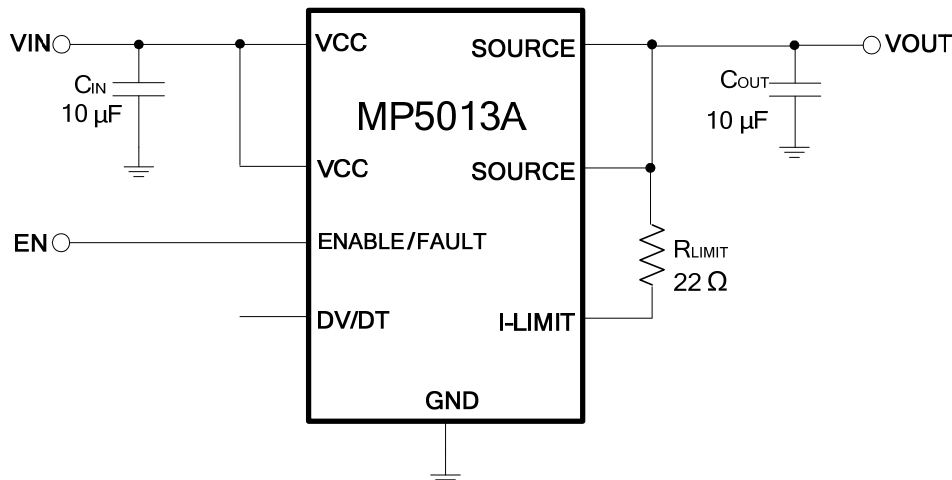 VIN
VCC
SOURCE
VOUT
CIN
10 µF
COUT
10 µF
MP5013A
VCC
SOURCE
EN
ENABLE/FAULT
RLIMIT
22 Ω
DV/DT
I-LIMIT
GND